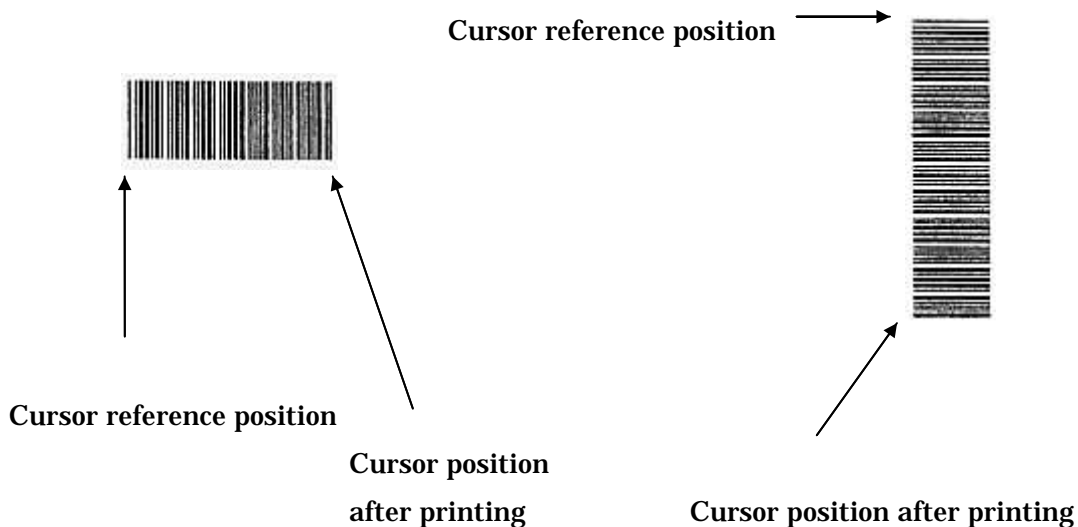 Cursor reference position
Cursor reference position
Cursor position
after printing
Cursor position after printing